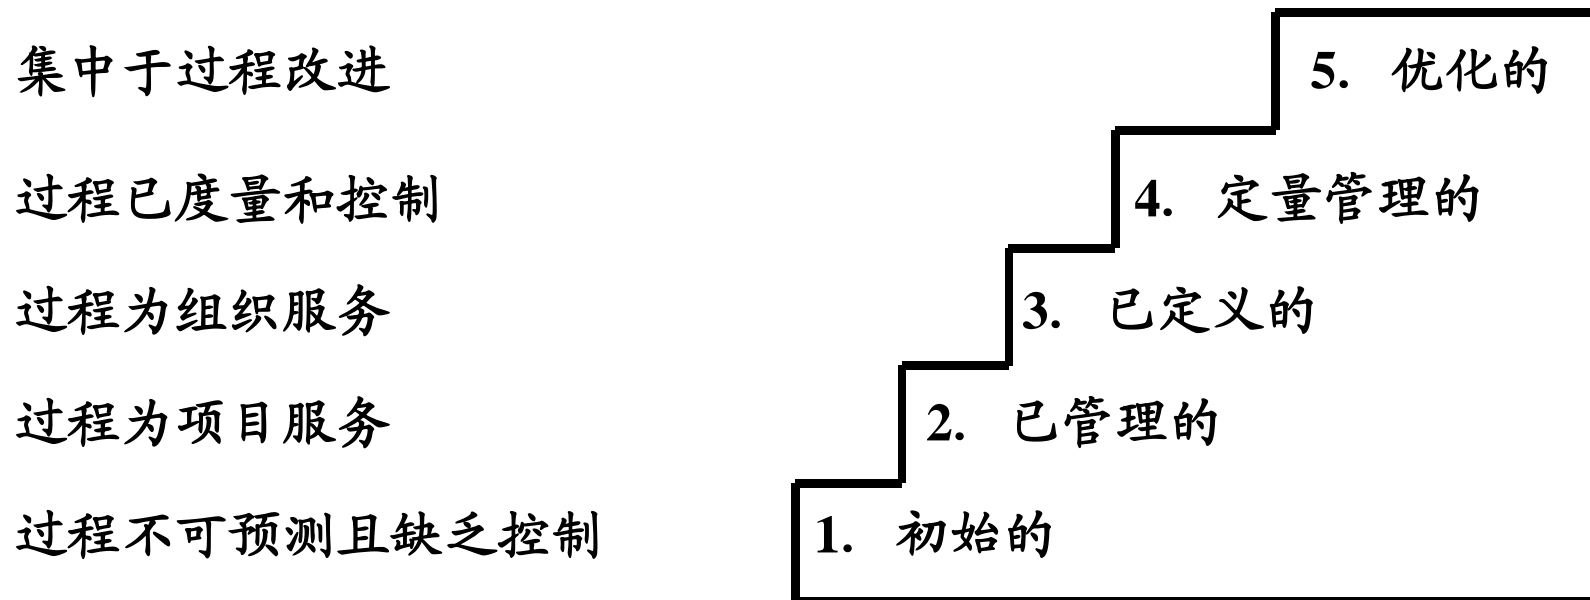 集中于过程改进 5. 优化的
过程已度量和控制 4. 定量管理的
过程为组织服务 3. 已定义的
过程为项目服务 2. 已管理的
过程不可预测且缺乏控制 1. 初始的